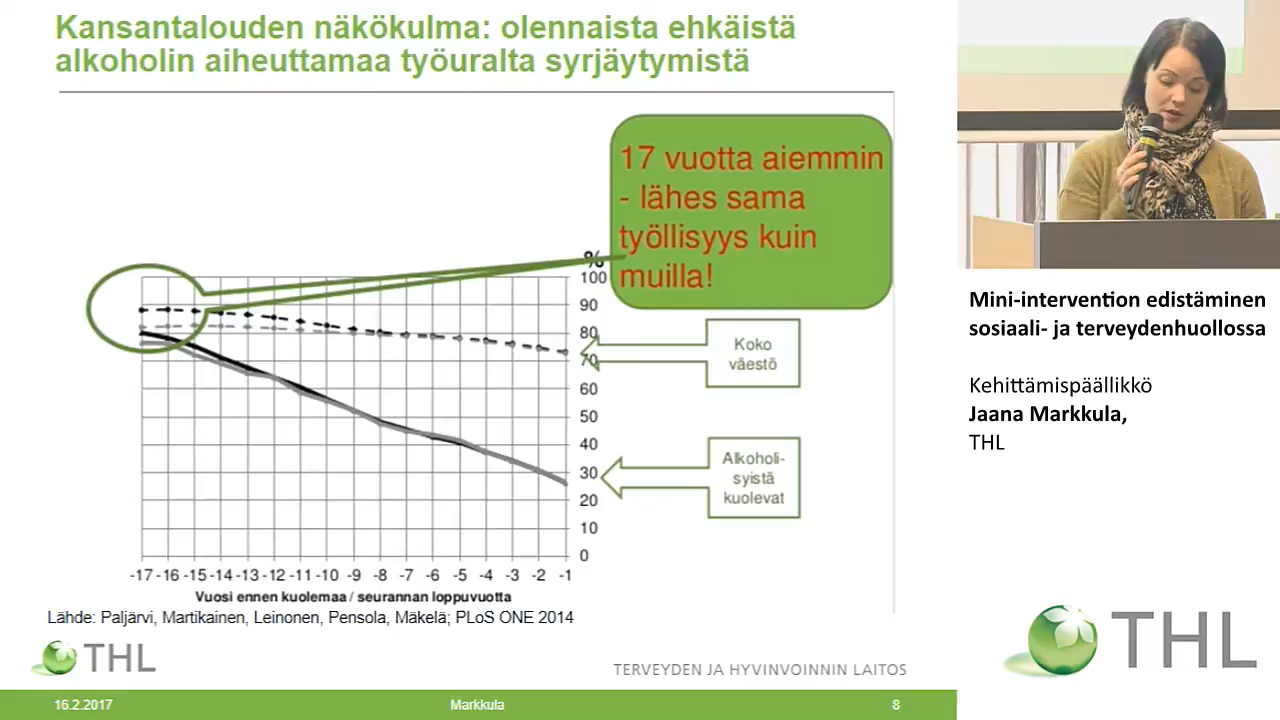 Kansantalouden näkökulma: olennaista ehkäistä
alkoholin aiheuttamaa työuralta syrjäytymistä
17 vuotta aiemmin
- lähes sama
työllisyys kuin
muilla!
%
100
90
80
70
60
50
40
30
20
10
0
Koko
väestö
Alkoholi-
syistä
kuolevat
-17 -16 -15 -14 -13 -12 -11 -10 -9 -8 -7 -6 -5 -4 -3 -2 -1
Vuosi ennen kuolemaa / seurannan loppuvuotta
Lähde: Paljärvi, Martikainen, Leinonen, Pensola, Mäkelä; PLoS ONE 2014
THL
TERVEYDEN JA HYVINVOINNIN LAITOS
16.2.2017 Markkula 8
Mini-intervention edistäminen
sosiaali- ja terveydenhuollossa
Kehittämispäällikkö
Jaana Markkula,
THL
THL